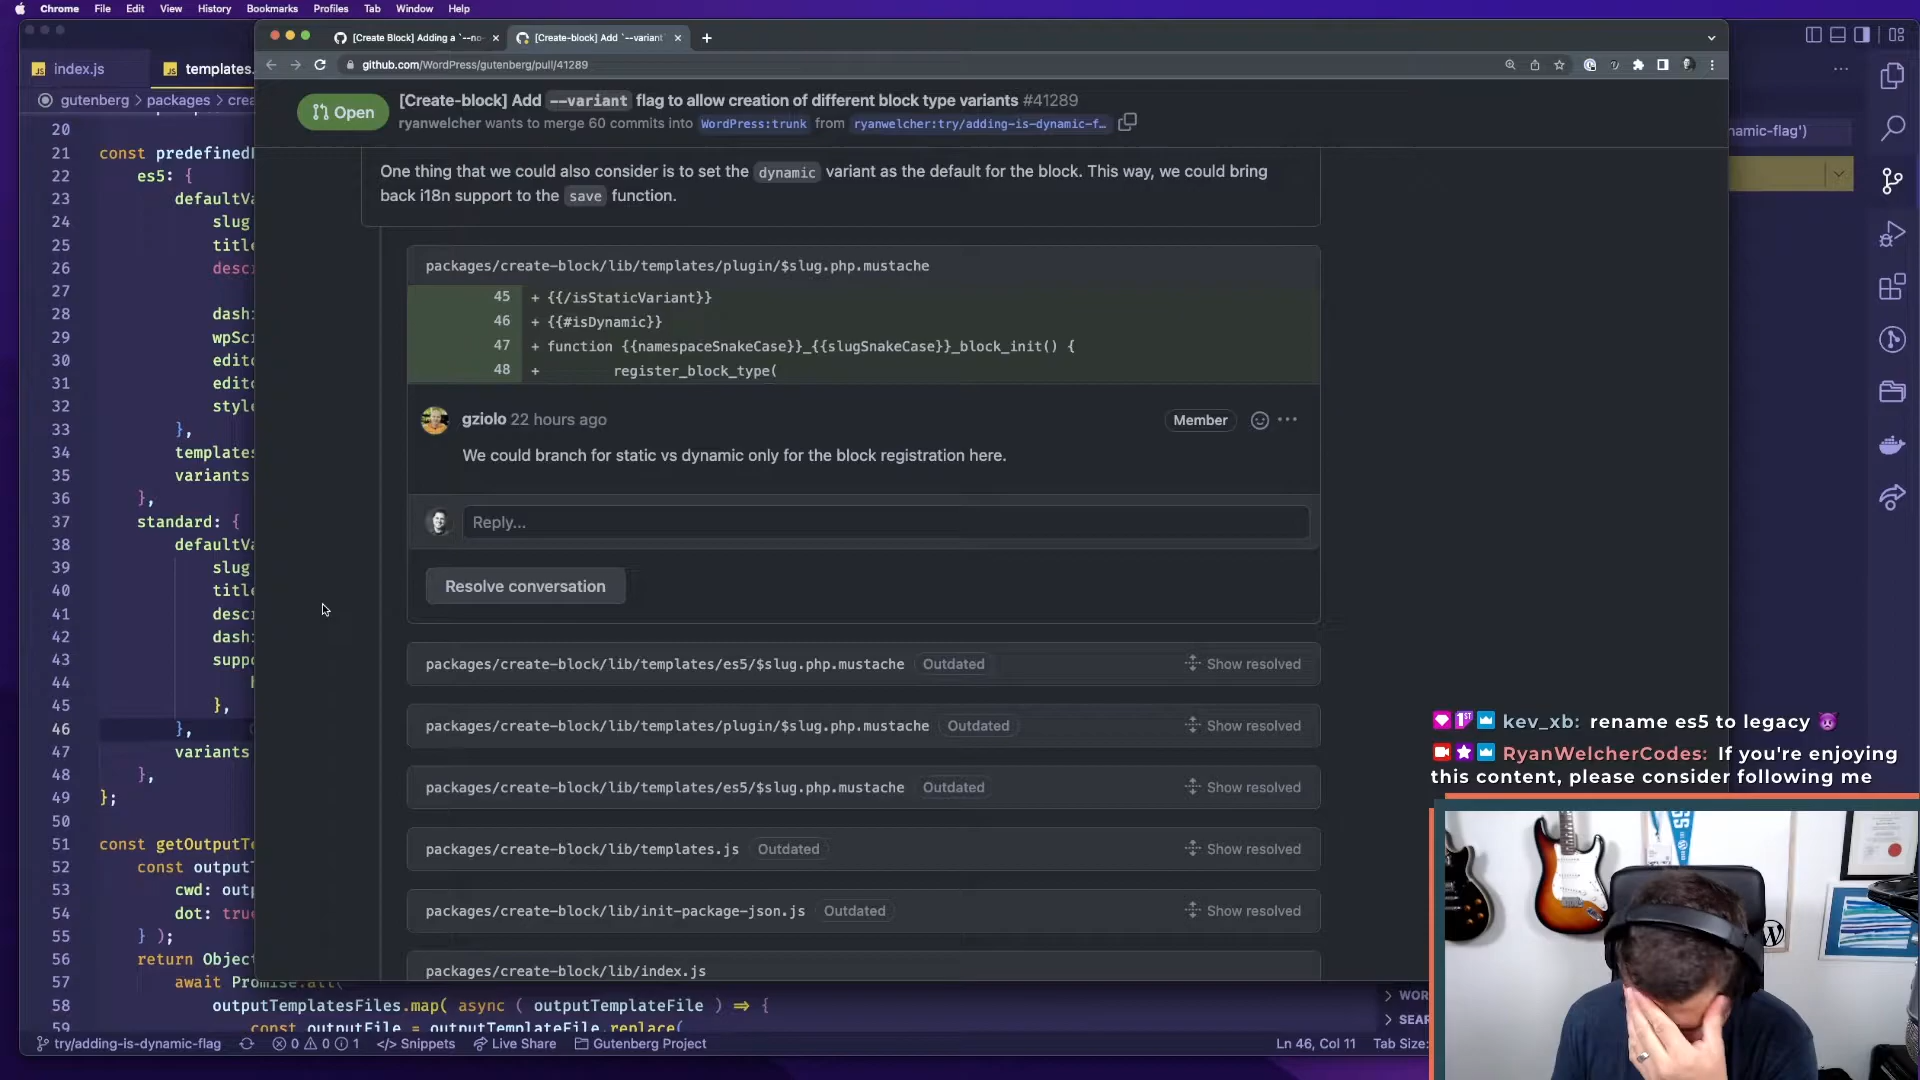 Chrome File Edit View History Bookmarks Profiles Tab Window Help
[Create Block] Adding a `--no-
[Create-block] Add `--variant`
github.com/WordPress/gutenberg/pull/41289
index.js
templates.
gutenberg > packages > crea
Open
[Create-block] Add --variant flag to allow creation of different block type variants #41289
ryanwelcher wants to merge 60 commits into WordPress:trunk from ryanwelcher:try/adding-is-dynamic-f…
namic-flag')
One thing that we could also consider is to set the dynamic variant as the default for the block. This way, we could bring
back i18n support to the save function.
packages/create-block/lib/templates/plugin/$slug.php.mustache
45 + {{/isStaticVariant}}
46 + {{#isDynamic}}
47 + function {{namespaceSnakeCase}}_{{slugSnakeCase}}_block_init() {
48 + register_block_type(
gziolo 22 hours ago
Member
We could branch for static vs dynamic only for the block registration here.
Reply...
Resolve conversation
packages/create-block/lib/templates/es5/$slug.php.mustache Outdated Show resolved
packages/create-block/lib/templates/plugin/$slug.php.mustache Outdated Show resolved
packages/create-block/lib/templates/es5/$slug.php.mustache Outdated Show resolved
packages/create-block/lib/templates.js Outdated Show resolved
packages/create-block/lib/init-package-json.js Outdated Show resolved
packages/create-block/lib/index.js
20
21 const predefined
22 es5: {
23 defaultVa
24 slug
25 titl
26 desc
27
28 dash
29 wpSc
30 edit
31 edit
32 style
33 },
34 templates
35 variants
36 },
37 standard: {
38 defaultVa
39 slug
40 titl
41 desc
42 dash
43 supp
44
45 },
46 },
47 variants
48 },
49 };
50
51 const getOutputTe
52 const output
53 cwd: outp
54 dot: true
55 } );
56 return Objec
57 await Promise.all(
58 outputTemplatesFiles.map( async ( outputTemplateFile ) => {
59 const outputFile = outputTemplateFile.replace(
kev_xb: rename es5 to legacy 😈
RyanWelcherCodes: If you're enjoying
this content, please consider following me
WOR
SEAR
try/adding-is-dynamic-flag 0 0 1 </> Snippets Live Share Gutenberg Project Ln 46, Col 11 Tab Size: